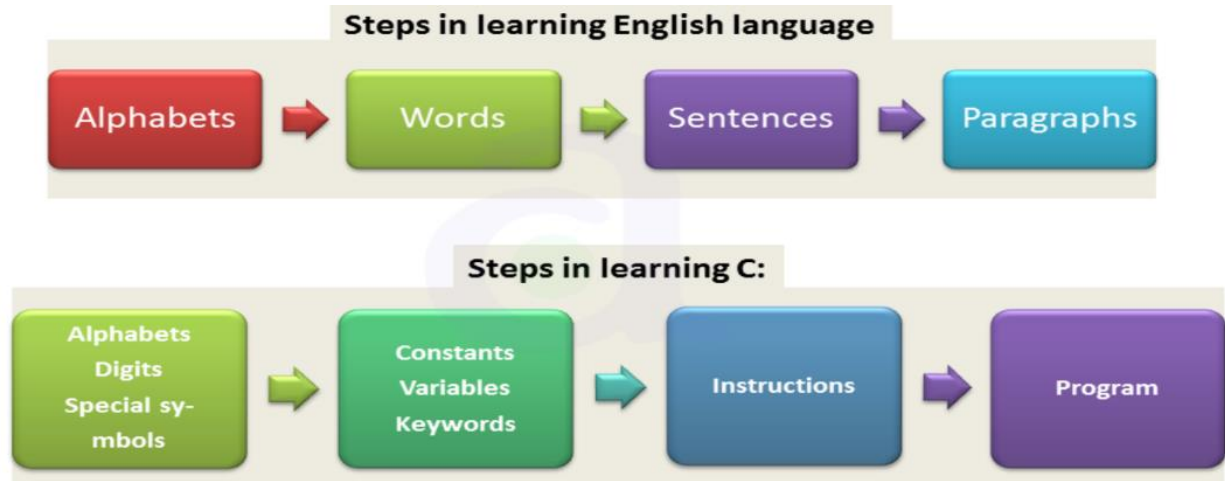 Steps in learning English language
Alphabets
Words
Sentences
Paragraphs
Steps in learning C:
Alphabets
Digits
Special sy-
mbols
Constants
Variables
Keywords
Instructions
Program